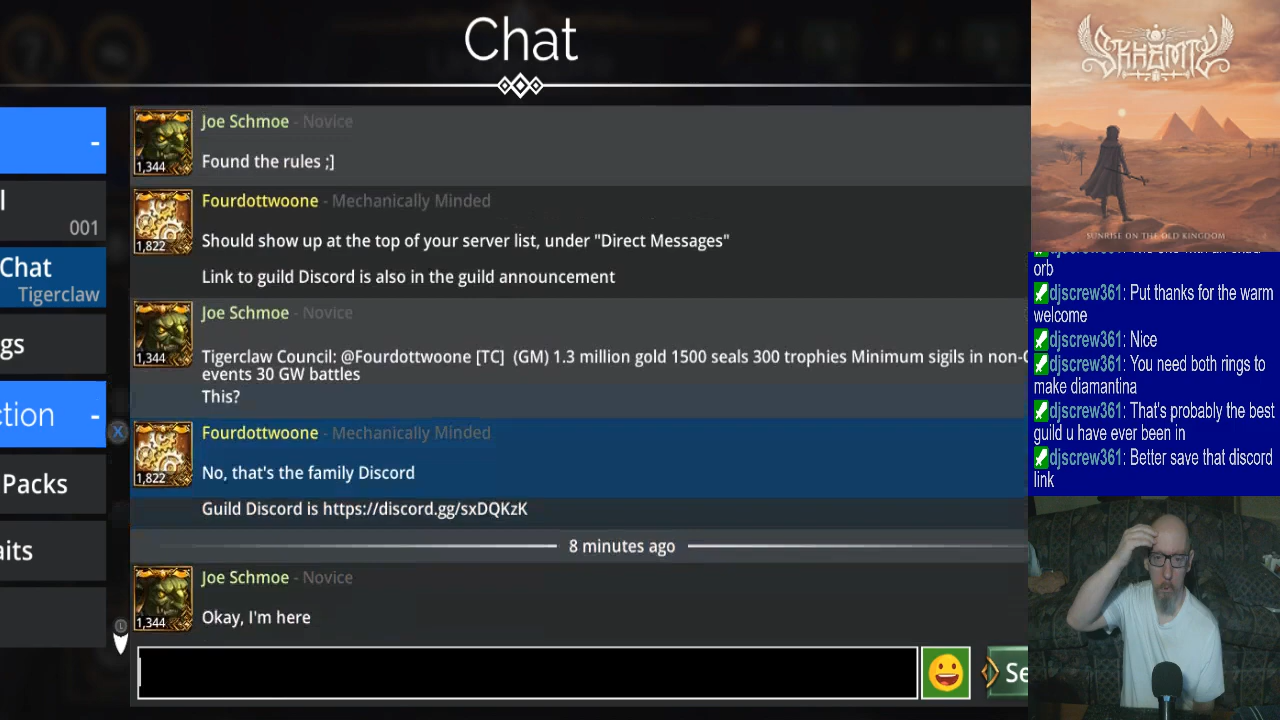 Chat
-
l
001
Chat
Tigerclaw
gs
ction -
Packs
aits
Joe Schmoe - Novice
1,344
Found the rules ;]
Fourdottwoone - Mechanically Minded
1,822
Should show up at the top of your server list, under "Direct Messages"
Link to guild Discord is also in the guild announcement
Joe Schmoe - Novice
1,344
Tigerclaw Council: @Fourdottwoone [TC] (GM) 1.3 million gold 1500 seals 300 trophies Minimum sigils in non-
events 30 GW battles
This?
X
Fourdottwoone - Mechanically Minded
1,822
No, that's the family Discord
Guild Discord is https://discord.gg/sxDQKzK
8 minutes ago
Joe Schmoe - Novice
1,344
Okay, I'm here
L
Se
SKHEMTY
SUNRISE ON THE OLD KINGDOM
orb
djscrew361: Put thanks for the warm
welcome
djscrew361: Nice
djscrew361: You need both rings to
make diamantina
djscrew361: That's probably the best
guild u have ever been in
djscrew361: Better save that discord
link